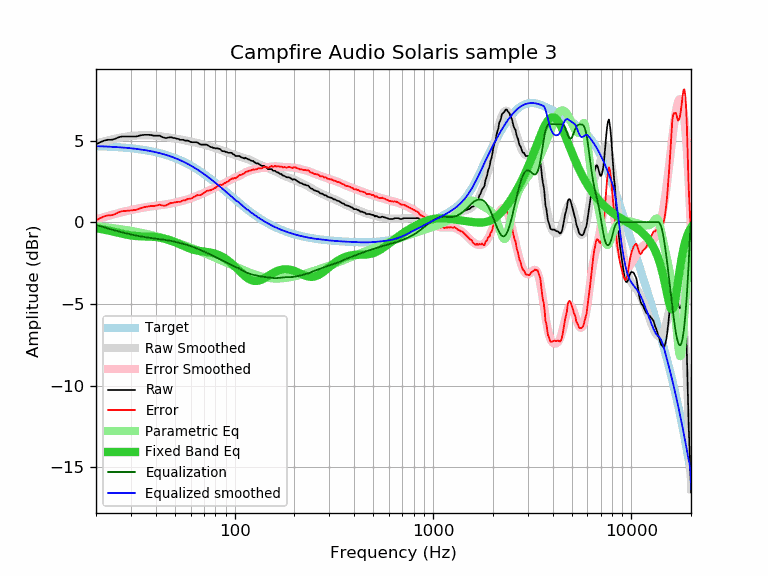 Campfire Audio Solaris sample 3
5
0
−5
−10
−15
Amplitude (dBr)
Target
Raw Smoothed
Error Smoothed
Raw
Error
Parametric Eq
Fixed Band Eq
Equalization
Equalized smoothed
100
1000
10000
Frequency (Hz)